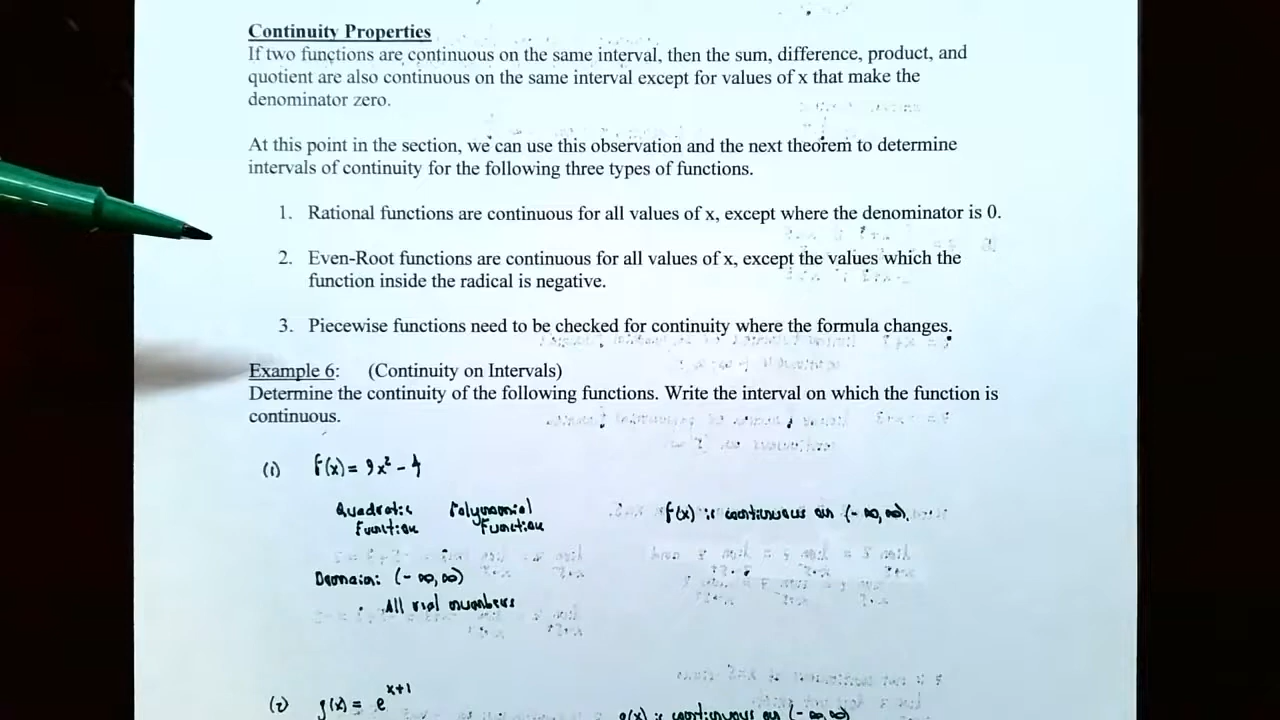 Continuity Properties
If two functions are continuous on the same interval, then the sum, difference, product, and
quotient are also continuous on the same interval except for values of x that make the
denominator zero.
At this point in the section, we can use this observation and the next theorem to determine
intervals of continuity for the following three types of functions.
1. Rational functions are continuous for all values of x, except where the denominator is 0.
2. Even-Root functions are continuous for all values of x, except the values which the
function inside the radical is negative.
3. Piecewise functions need to be checked for continuity where the formula changes.
Example 6: (Continuity on Intervals)
Determine the continuity of the following functions. Write the interval on which the function is
continuous.
(1) f(x) = 9x² - 4
Quadratic Polynomial f(x) is continuous on (-∞,∞).
Function Function
Domain: (-∞,∞)
All real numbers
(2) g(x) = e^(x+1)
g(x) is continuous on (-∞,∞)